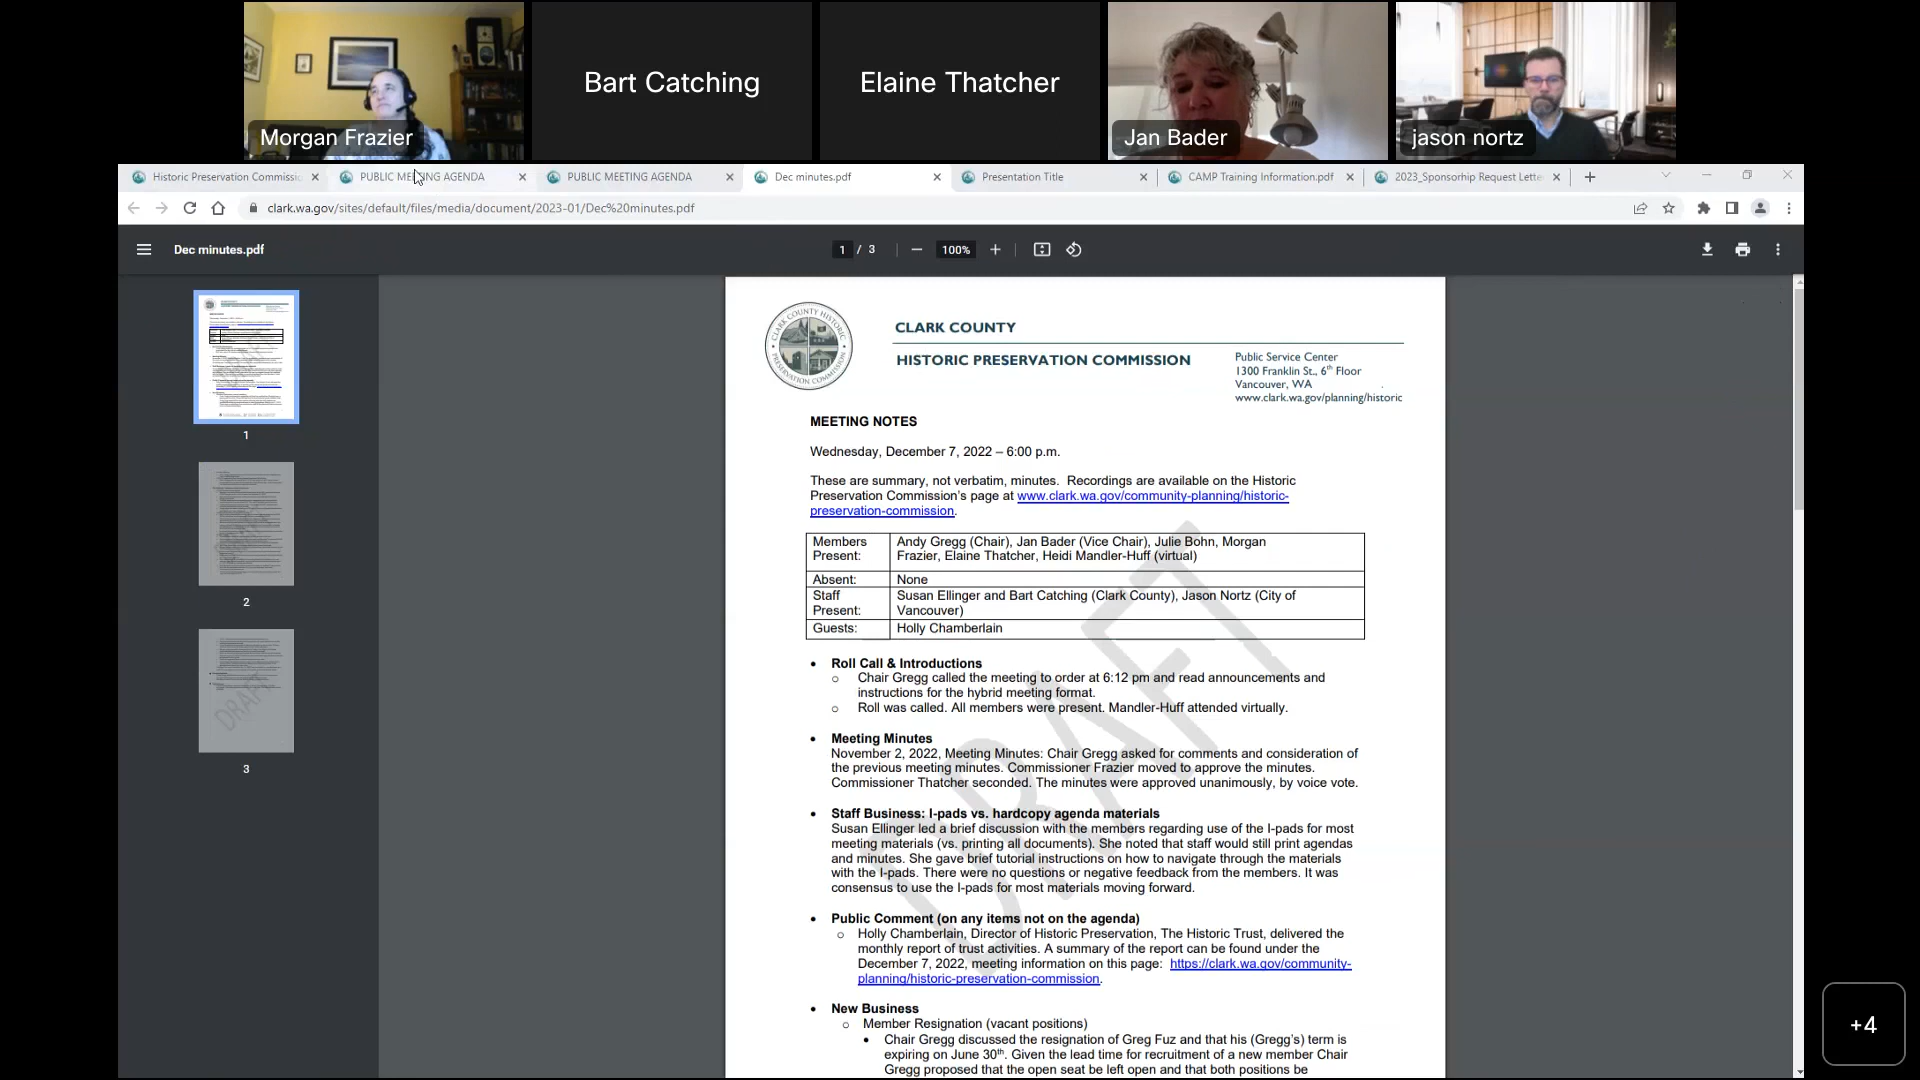 Bart Catching
Elaine Thatcher
Morgan Frazier
Jan Bader
jason nortz
Historic Preservation Commissi
PUBLIC MEETING AGENDA
PUBLIC MEETING AGENDA
Dec minutes.pdf
Presentation Title
CAMP Training Information.pdf
2023_Sponsorhip Request Lette
clark.wa.gov/sites/default/files/media/document/2023-01/Dec%20minutes.pdf
Dec minutes.pdf
1 / 3
100%
1
2
3
CLARK COUNTY HISTORIC PRESERVATION COMMISSION
CLARK COUNTY
HISTORIC PRESERVATION COMMISSION
Public Service Center
1300 Franklin St., 6th Floor
Vancouver, WA
www.clark.wa.gov/planning/historic
MEETING NOTES
Wednesday, December 7, 2022 – 6:00 p.m.
These are summary, not verbatim, minutes. Recordings are available on the Historic
Preservation Commission's page at www.clark.wa.gov/community-planning/historic-
preservation-commission.
Members Present: Andy Gregg (Chair), Jan Bader (Vice Chair), Julie Bohn, Morgan
Frazier, Elaine Thatcher, Heidi Mandler-Huff (virtual)
Absent: None
Staff Present: Susan Ellinger and Bart Catching (Clark County), Jason Nortz (City of
Vancouver)
Guests: Holly Chamberlain
• Roll Call & Introductions
o Chair Gregg called the meeting to order at 6:12 pm and read announcements and
instructions for the hybrid meeting format.
o Roll was called. All members were present. Mandler-Huff attended virtually.
• Meeting Minutes
November 2, 2022, Meeting Minutes: Chair Gregg asked for comments and consideration of
the previous meeting minutes. Commissioner Frazier moved to approve the minutes.
Commissioner Thatcher seconded. The minutes were approved unanimously, by voice vote.
• Staff Business: I-pads vs. hardcopy agenda materials
Susan Ellinger led a brief discussion with the members regarding use of the I-pads for most
meeting materials (vs. printing all documents). She noted that staff would still print agendas
and minutes. She gave brief tutorial instructions on how to navigate through the materials
with the I-pads. There were no questions or negative feedback from the members. It was
consensus to use the I-pads for most materials moving forward.
• Public Comment (on any items not on the agenda)
o Holly Chamberlain, Director of Historic Preservation, The Historic Trust, delivered the
monthly report of trust activities. A summary of the report can be found under the
December 7, 2022, meeting information on this page: https://clark.wa.gov/community-
planning/historic-preservation-commission.
• New Business
o Member Resignation (vacant positions)
▪ Chair Gregg discussed the resignation of Greg Fuz and that his (Gregg's) term is
expiring on June 30th. Given the lead time for recruitment of a new member Chair
Gregg proposed that the open seat be left open and that both positions be
DRAFT
+4